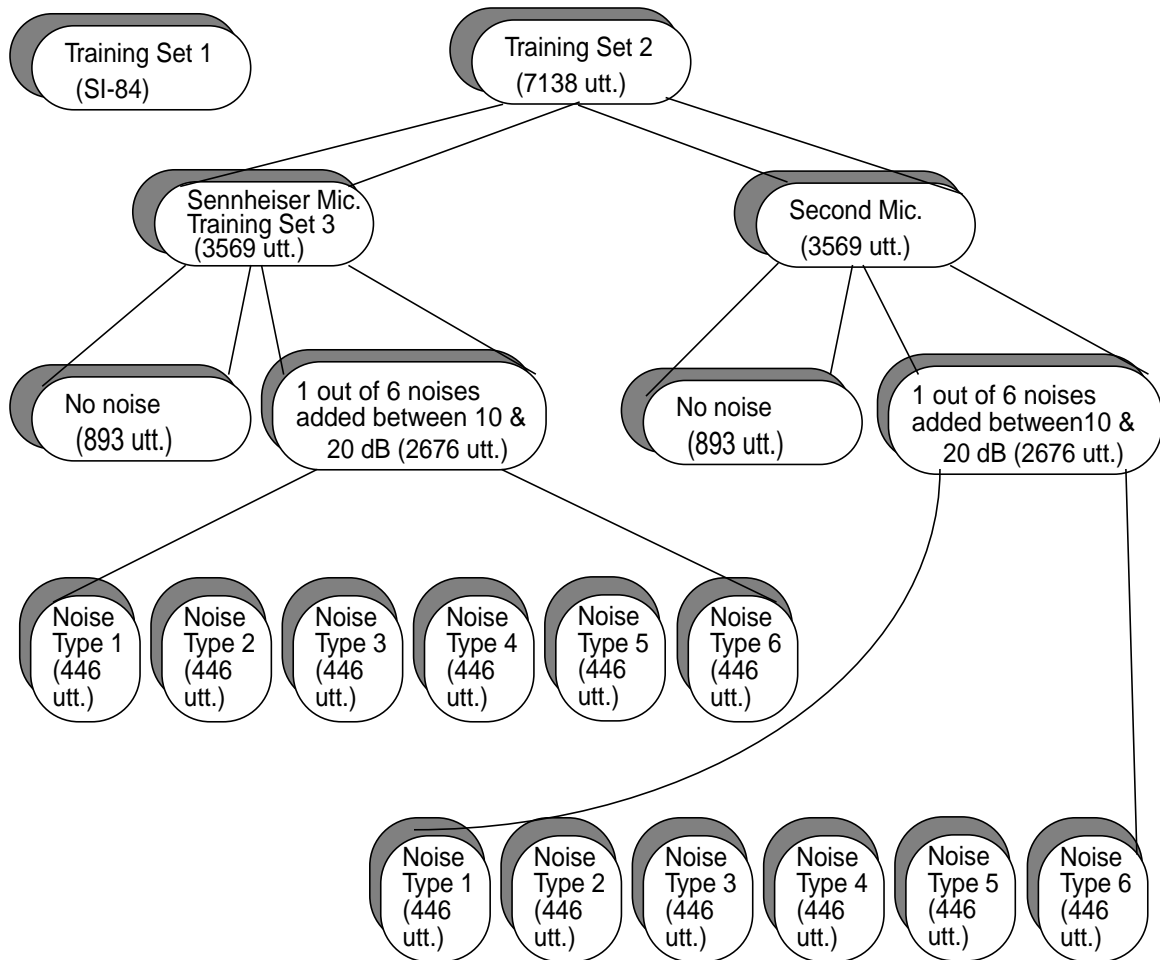 Training Set 1
(SI-84)
Training Set 2
(7138 utt.)
Sennheiser Mic.
Training Set 3
(3569 utt.)
Second Mic.
(3569 utt.)
No noise
(893 utt.)
1 out of 6 noises
added between 10 &
20 dB (2676 utt.)
No noise
(893 utt.)
1 out of 6 noises
added between10 &
20 dB (2676 utt.)
Noise
Type 1
(446
utt.)
Noise
Type 2
(446
utt.)
Noise
Type 3
(446
utt.)
Noise
Type 4
(446
utt.)
Noise
Type 5
(446
utt.)
Noise
Type 6
(446
utt.)
Noise
Type 1
(446
utt.)
Noise
Type 2
(446
utt.)
Noise
Type 3
(446
utt.)
Noise
Type 4
(446
utt.)
Noise
Type 5
(446
utt.)
Noise
Type 6
(446
utt.)